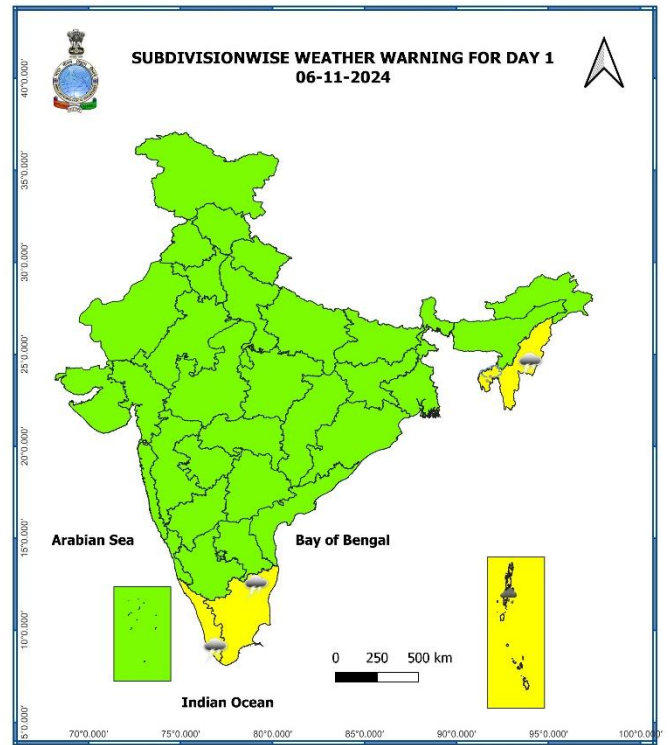 SUBDIVISIONWISE WEATHER WARNING FOR DAY 1
06-11-2024
40°0.000'
35°0.000'
30°0.000'
25°0.000'
20°0.000'
15°0.000'
10°0.000'
5°0.000'
Arabian Sea
Bay of Bengal
0 250 500 km
Indian Ocean
70°0.000' 75°0.000' 80°0.000' 85°0.000' 90°0.000' 95°0.000' 100°0.000'